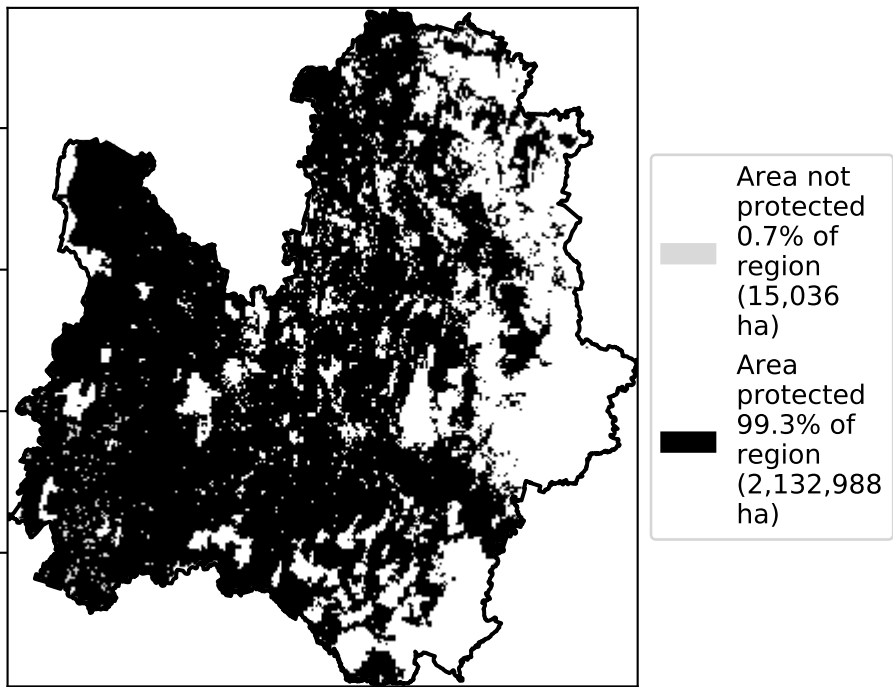 Area not
protected
0.7% of
region
(15,036
ha)
Area
protected
99.3% of
region
(2,132,988
ha)